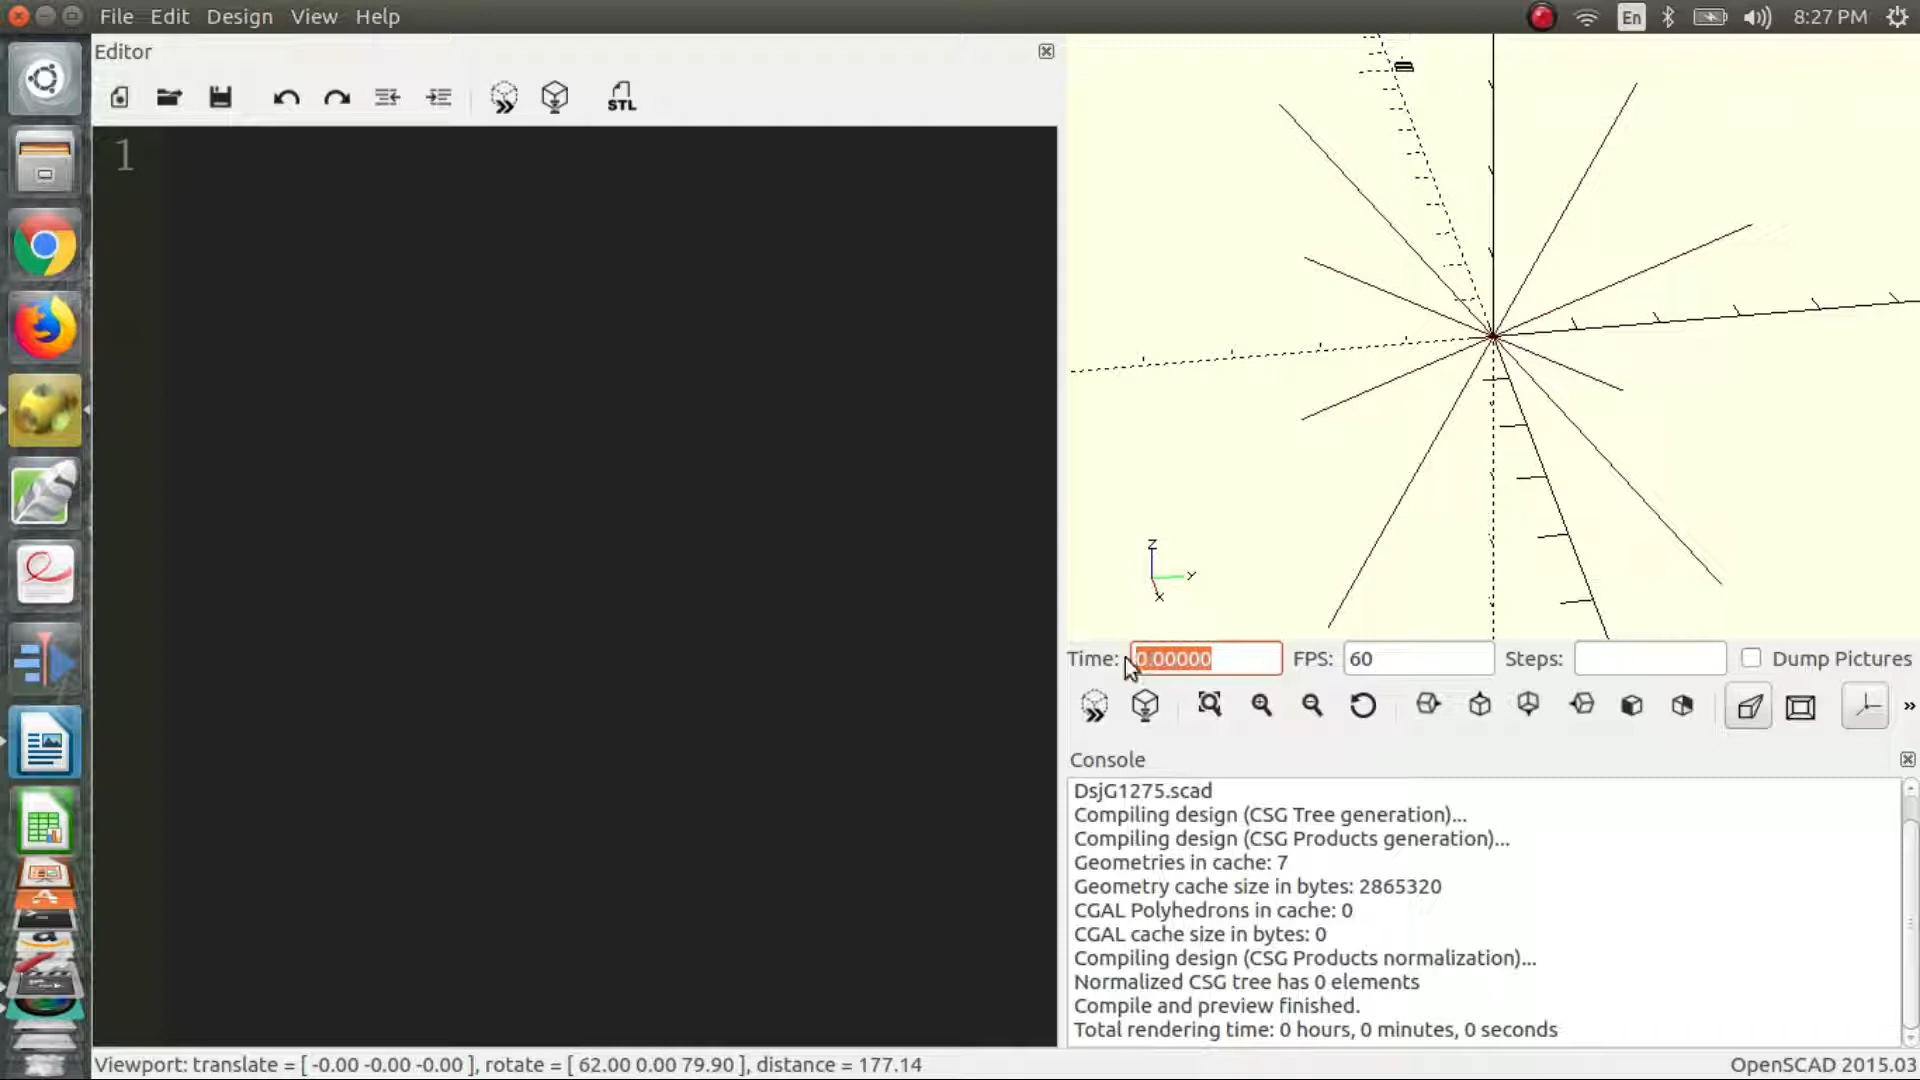 File Edit Design View Help
En 8:27 PM
Editor
STL
1
Z
Y
X
Time: 0.00000 FPS: 60 Steps: Dump Pictures
»
Console
DsjG1275.scad
Compiling design (CSG Tree generation)...
Compiling design (CSG Products generation)...
Geometries in cache: 7
Geometry cache size in bytes: 2865320
CGAL Polyhedrons in cache: 0
CGAL cache size in bytes: 0
Compiling design (CSG Products normalization)...
Normalized CSG tree has 0 elements
Compile and preview finished.
Total rendering time: 0 hours, 0 minutes, 0 seconds
Viewport: translate = [ -0.00 -0.00 -0.00 ], rotate = [ 62.00 0.00 79.90 ], distance = 177.14
OpenSCAD 2015.03